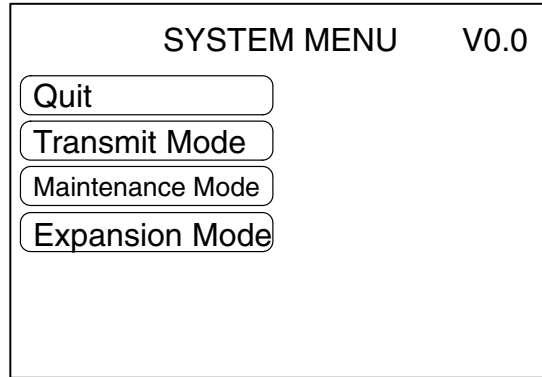 SYSTEM MENU V0.0
Quit
Transmit Mode
Maintenance Mode
Expansion Mode